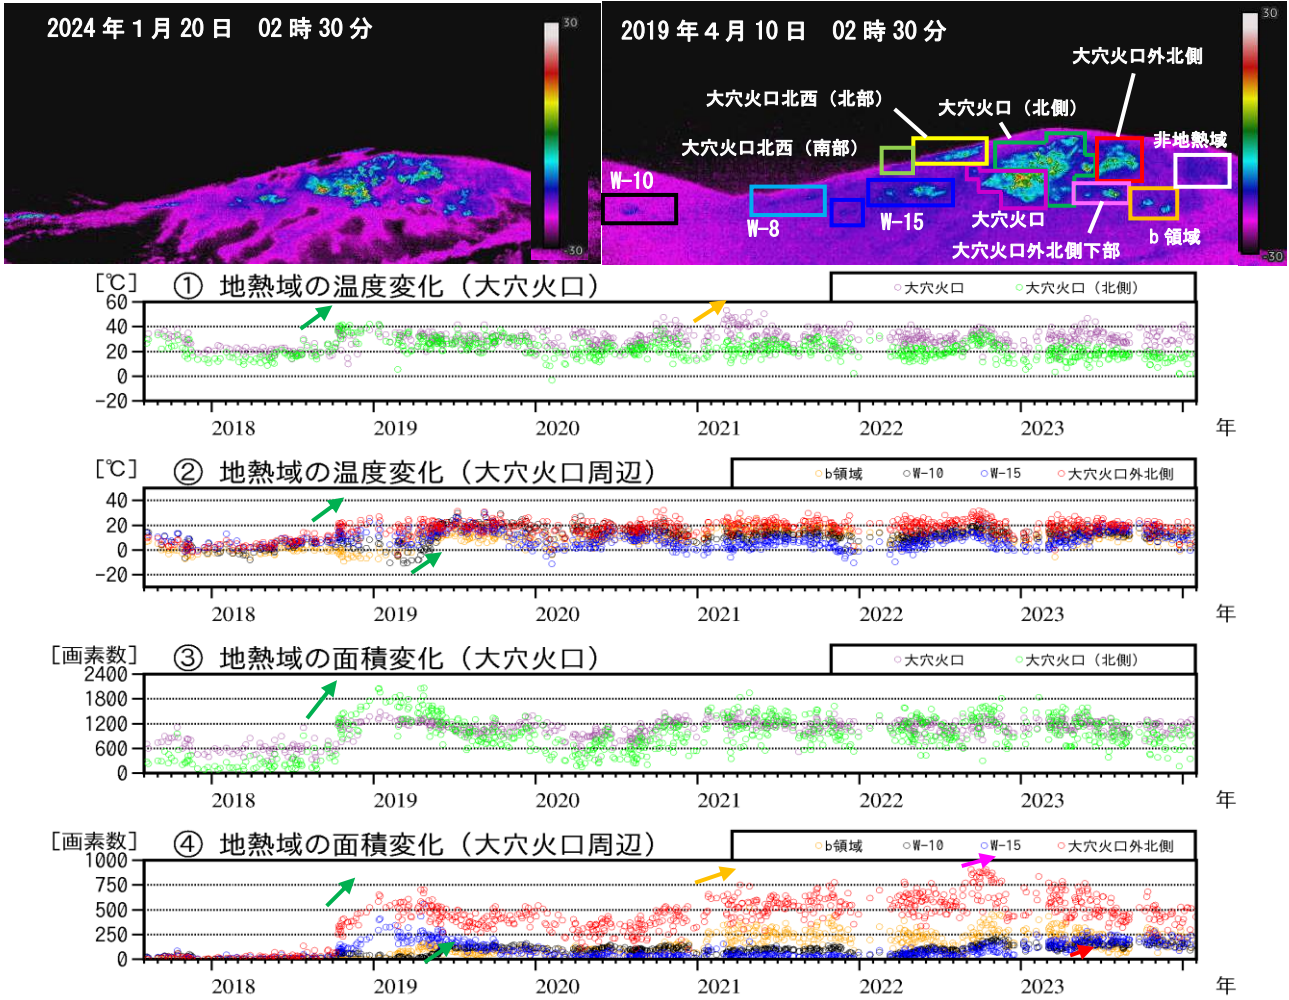 2024年1月20日　02時30分
30
-30
2019年4月10日　02時30分
30
-30
大穴火口外北側
大穴火口北西（北部）
大穴火口（北側）
大穴火口北西（南部）
非地熱域
W-10
W-8
W-15
大穴火口
b 領域
大穴火口外北側下部
[℃]
① 地熱域の温度変化（大穴火口）
大穴火口　大穴火口（北側）
60
40
20
0
-20
2018 2019 2020 2021 2022 2023 年
[℃]
② 地熱域の温度変化（大穴火口周辺）
b領域　W-10　W-15　大穴火口外北側
40
20
0
-20
2018 2019 2020 2021 2022 2023 年
[画素数]
③ 地熱域の面積変化（大穴火口）
大穴火口　大穴火口（北側）
2400
1800
1200
600
0
2018 2019 2020 2021 2022 2023 年
[画素数]
④ 地熱域の面積変化（大穴火口周辺）
b領域　W-10　W-15　大穴火口外北側
1000
750
500
250
0
2018 2019 2020 2021 2022 2023 年